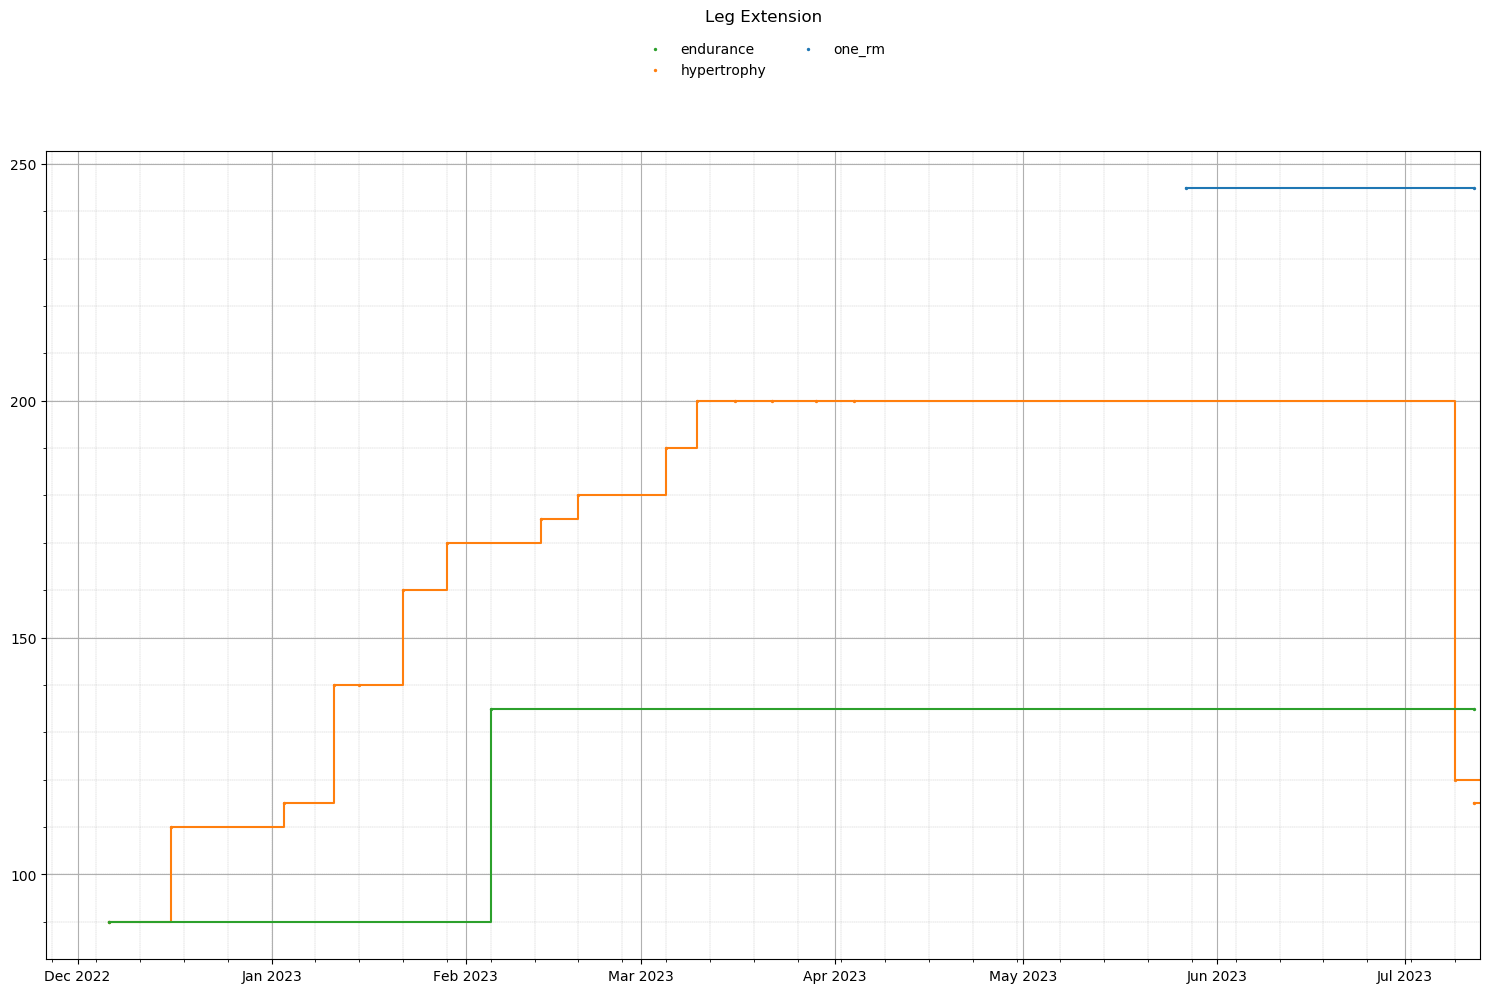 Leg Extension
endurance
hypertrophy
one_rm
250
200
150
100
Dec 2022
Jan 2023
Feb 2023
Mar 2023
Apr 2023
May 2023
Jun 2023
Jul 2023